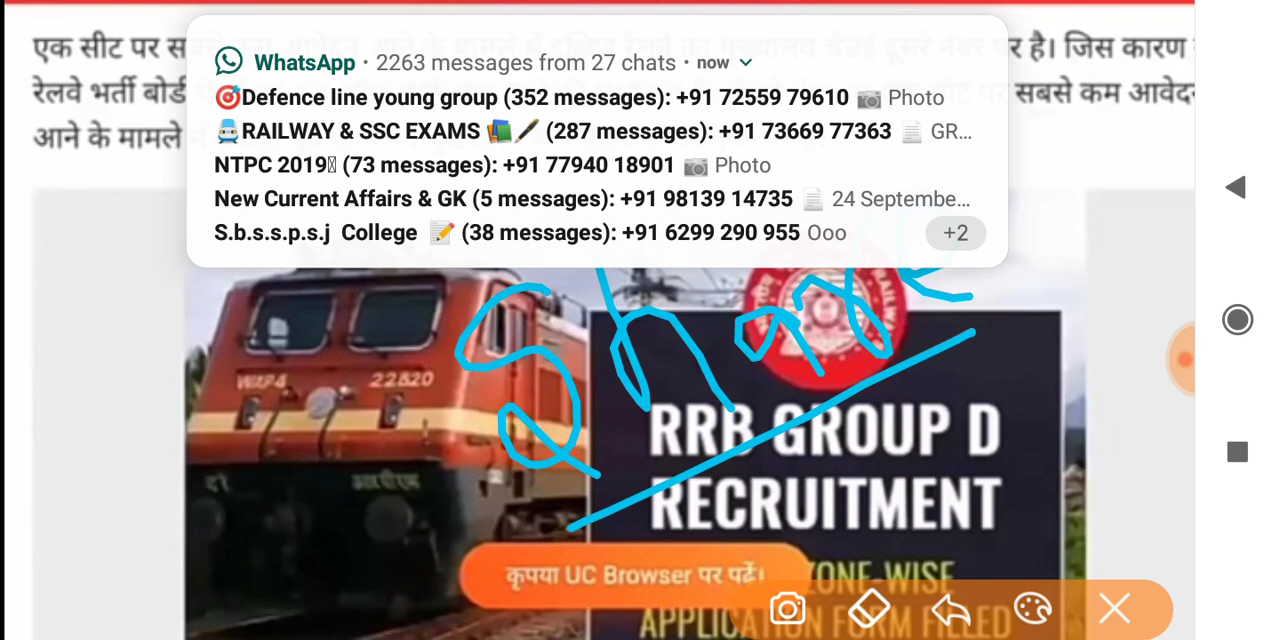 एक सीट पर स
र है। जिस कारण
रेलवे भर्ती बोर्ड
सबसे कम आवेद
आने के मामले
WhatsApp • 2263 messages from 27 chats • now
🎯Defence line young group (352 messages): +91 72559 79610 📷 Photo
🚊RAILWAY & SSC EXAMS 📚🖊 (287 messages): +91 73669 77363 📄 GR...
NTPC 2019 (73 messages): +91 77940 18901 📷 Photo
New Current Affairs & GK (5 messages): +91 98139 14735 📄 24 Septembe...
S.b.s.s.p.s.j College 📝 (38 messages): +91 6299 290 955 Ooo
+2
Share
WAP4 22820
RRB GROUP D
RECRUITMENT
ZONE-WISE
APPLICATION FORM FILLED
कृपया UC Browser पर पढें।